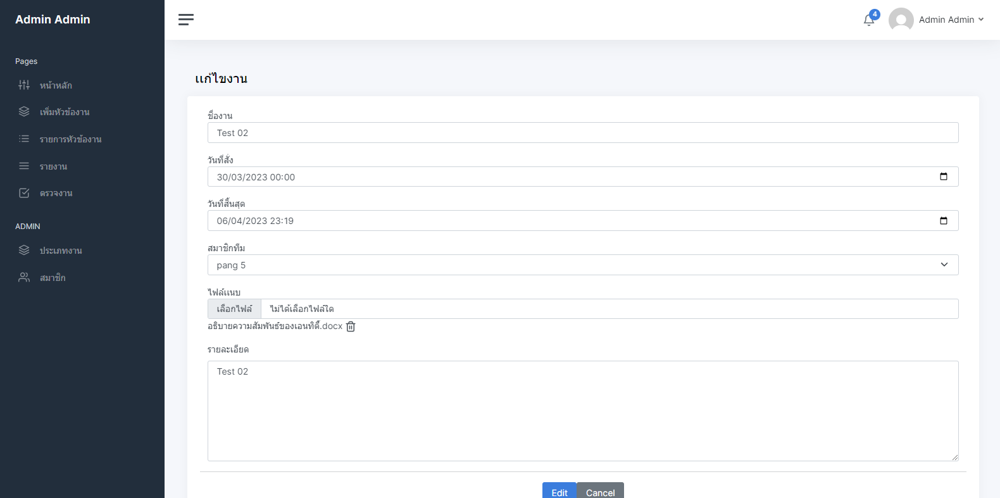 Admin Admin
4
Admin Admin
Pages
หน้าหลัก
เพิ่มหัวข้องาน
รายการหัวข้องาน
รายงาน
ตรวจงาน
ADMIN
ประเภทงาน
สมาชิก
แก้ไขงาน
ชื่องาน
Test 02
วันที่สั่ง
30/03/2023 00:00
วันที่สิ้นสุด
06/04/2023 23:19
สมาชิกทีม
pang 5
ไฟล์แนบ
เลือกไฟล์ ไม่ได้เลือกไฟล์ใด
อธิบายความสัมพันธ์ของเอนทิตี้.docx
รายละเอียด
Test 02
Edit Cancel